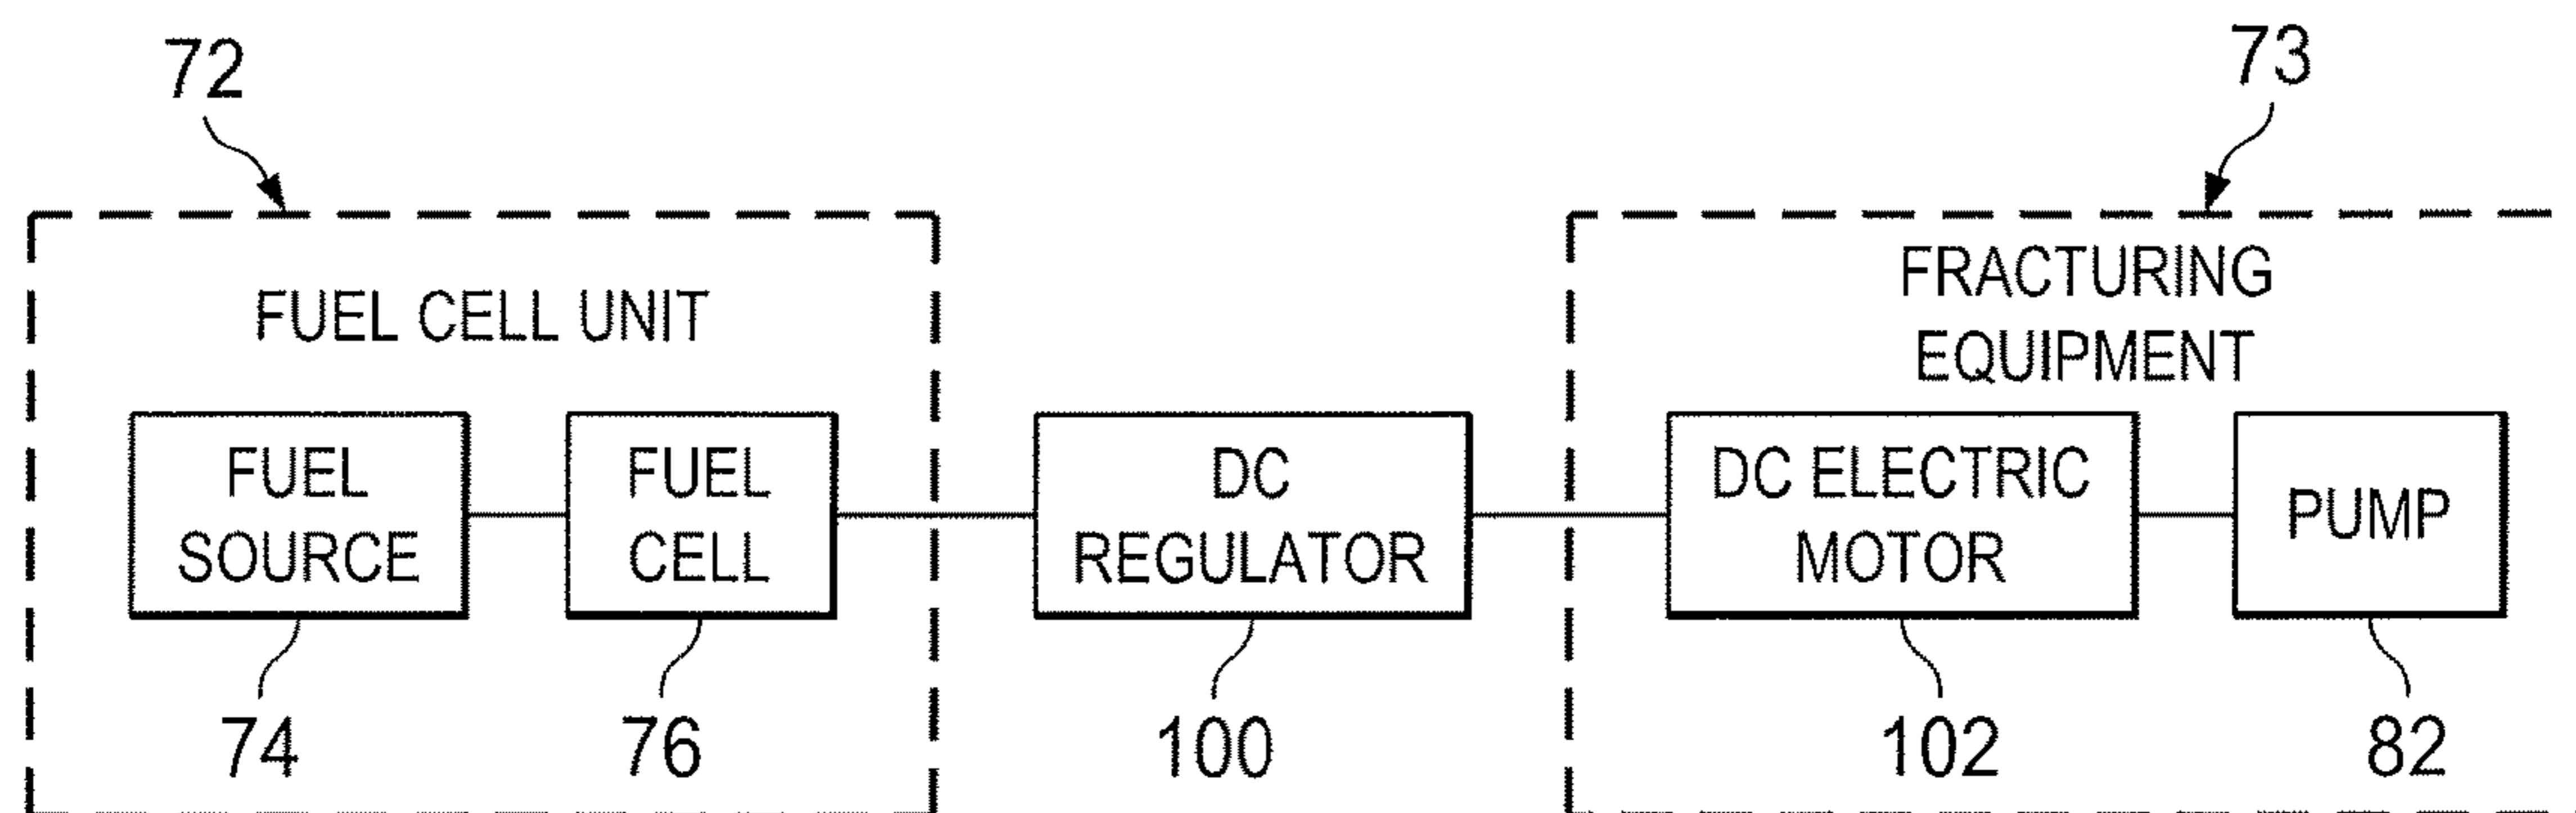 72
73
FUEL CELL UNIT
FRACTURING
EQUIPMENT
FUEL
SOURCE
FUEL
CELL
DC
REGULATOR
DC ELECTRIC
MOTOR
PUMP
74
76
100
102
82